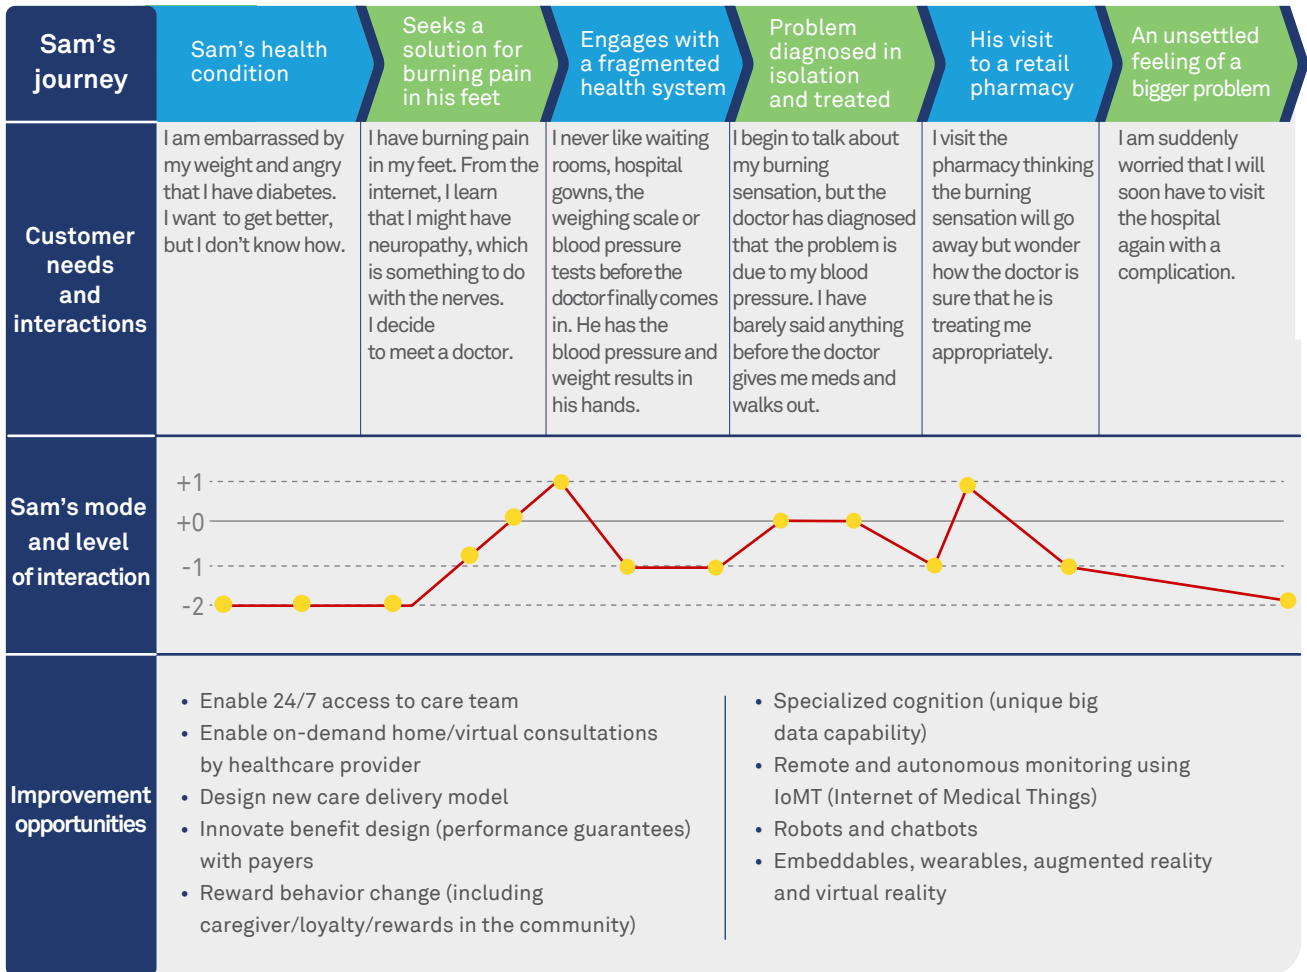 Sam's
journey
Sam's health
condition
Seeks a
solution for
burning pain
in his feet
Engages with
a fragmented
health system
Problem
diagnosed in
isolation
and treated
His visit
to a retail
pharmacy
An unsettled
feeling of a
bigger problem
Customer
needs
and
interactions
I am embarrassed by
my weight and angry
that I have diabetes.
I want to get better,
but I don't know how.
I have burning pain
in my feet. From the
internet, I learn
that I might have
neuropathy, which
is something to do
with the nerves.
I decide
to meet a doctor.
I never like waiting
rooms, hospital
gowns, the
weighing scale or
blood pressure
tests before the
doctor finally comes
in. He has the
blood pressure and
weight results in
his hands.
I begin to talk about
my burning
sensation, but the
doctor has diagnosed
that the problem is
due to my blood
pressure. I have
barely said anything
before the doctor
gives me meds and
walks out.
I visit the
pharmacy thinking
the burning
sensation will go
away but wonder
how the doctor is
sure that he is
treating me
appropriately.
I am suddenly
worried that I will
soon have to visit
the hospital
again with a
complication.
Sam's mode
and level
of interaction
+1
+0
-1
-2
Improvement
opportunities
• Enable 24/7 access to care team
• Enable on-demand home/virtual consultations
by healthcare provider
• Design new care delivery model
• Innovate benefit design (performance guarantees)
with payers
• Reward behavior change (including
caregiver/loyalty/rewards in the community)
• Specialized cognition (unique big
data capability)
• Remote and autonomous monitoring using
IoMT (Internet of Medical Things)
• Robots and chatbots
• Embeddables, wearables, augmented reality
and virtual reality